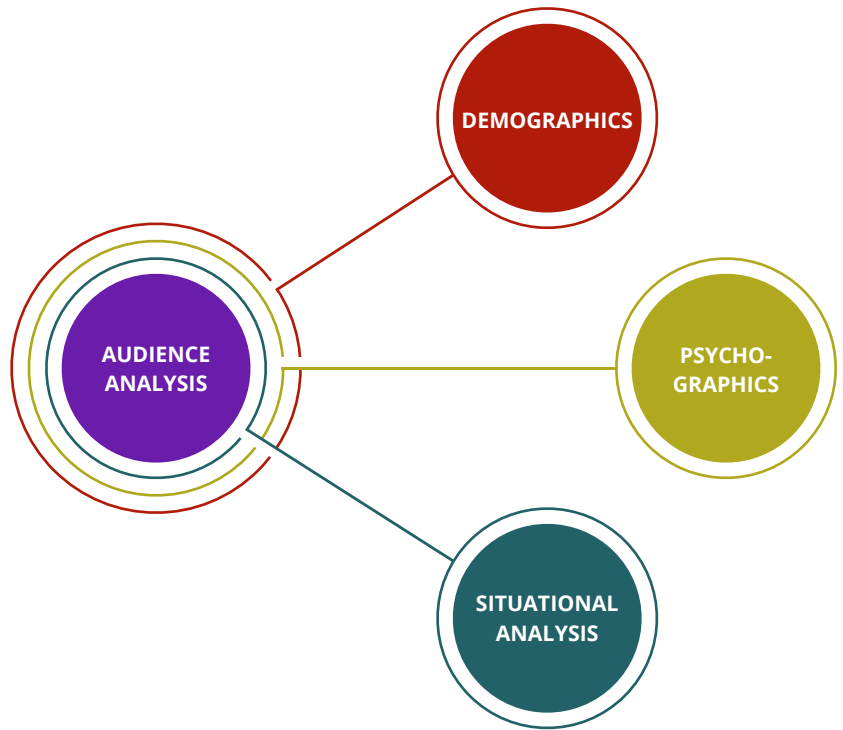 DEMOGRAPHICS
AUDIENCE
ANALYSIS
PSYCHO-
GRAPHICS
SITUATIONAL
ANALYSIS